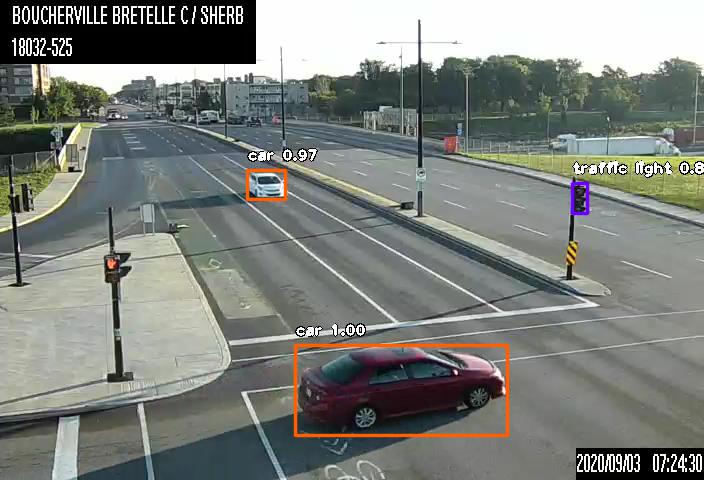 BOUCHERVILLE BRETELLE C / SHERB
18032-525
car 0.97
traffic light 0.8
car 1.00
2020/09/03 07:24:30